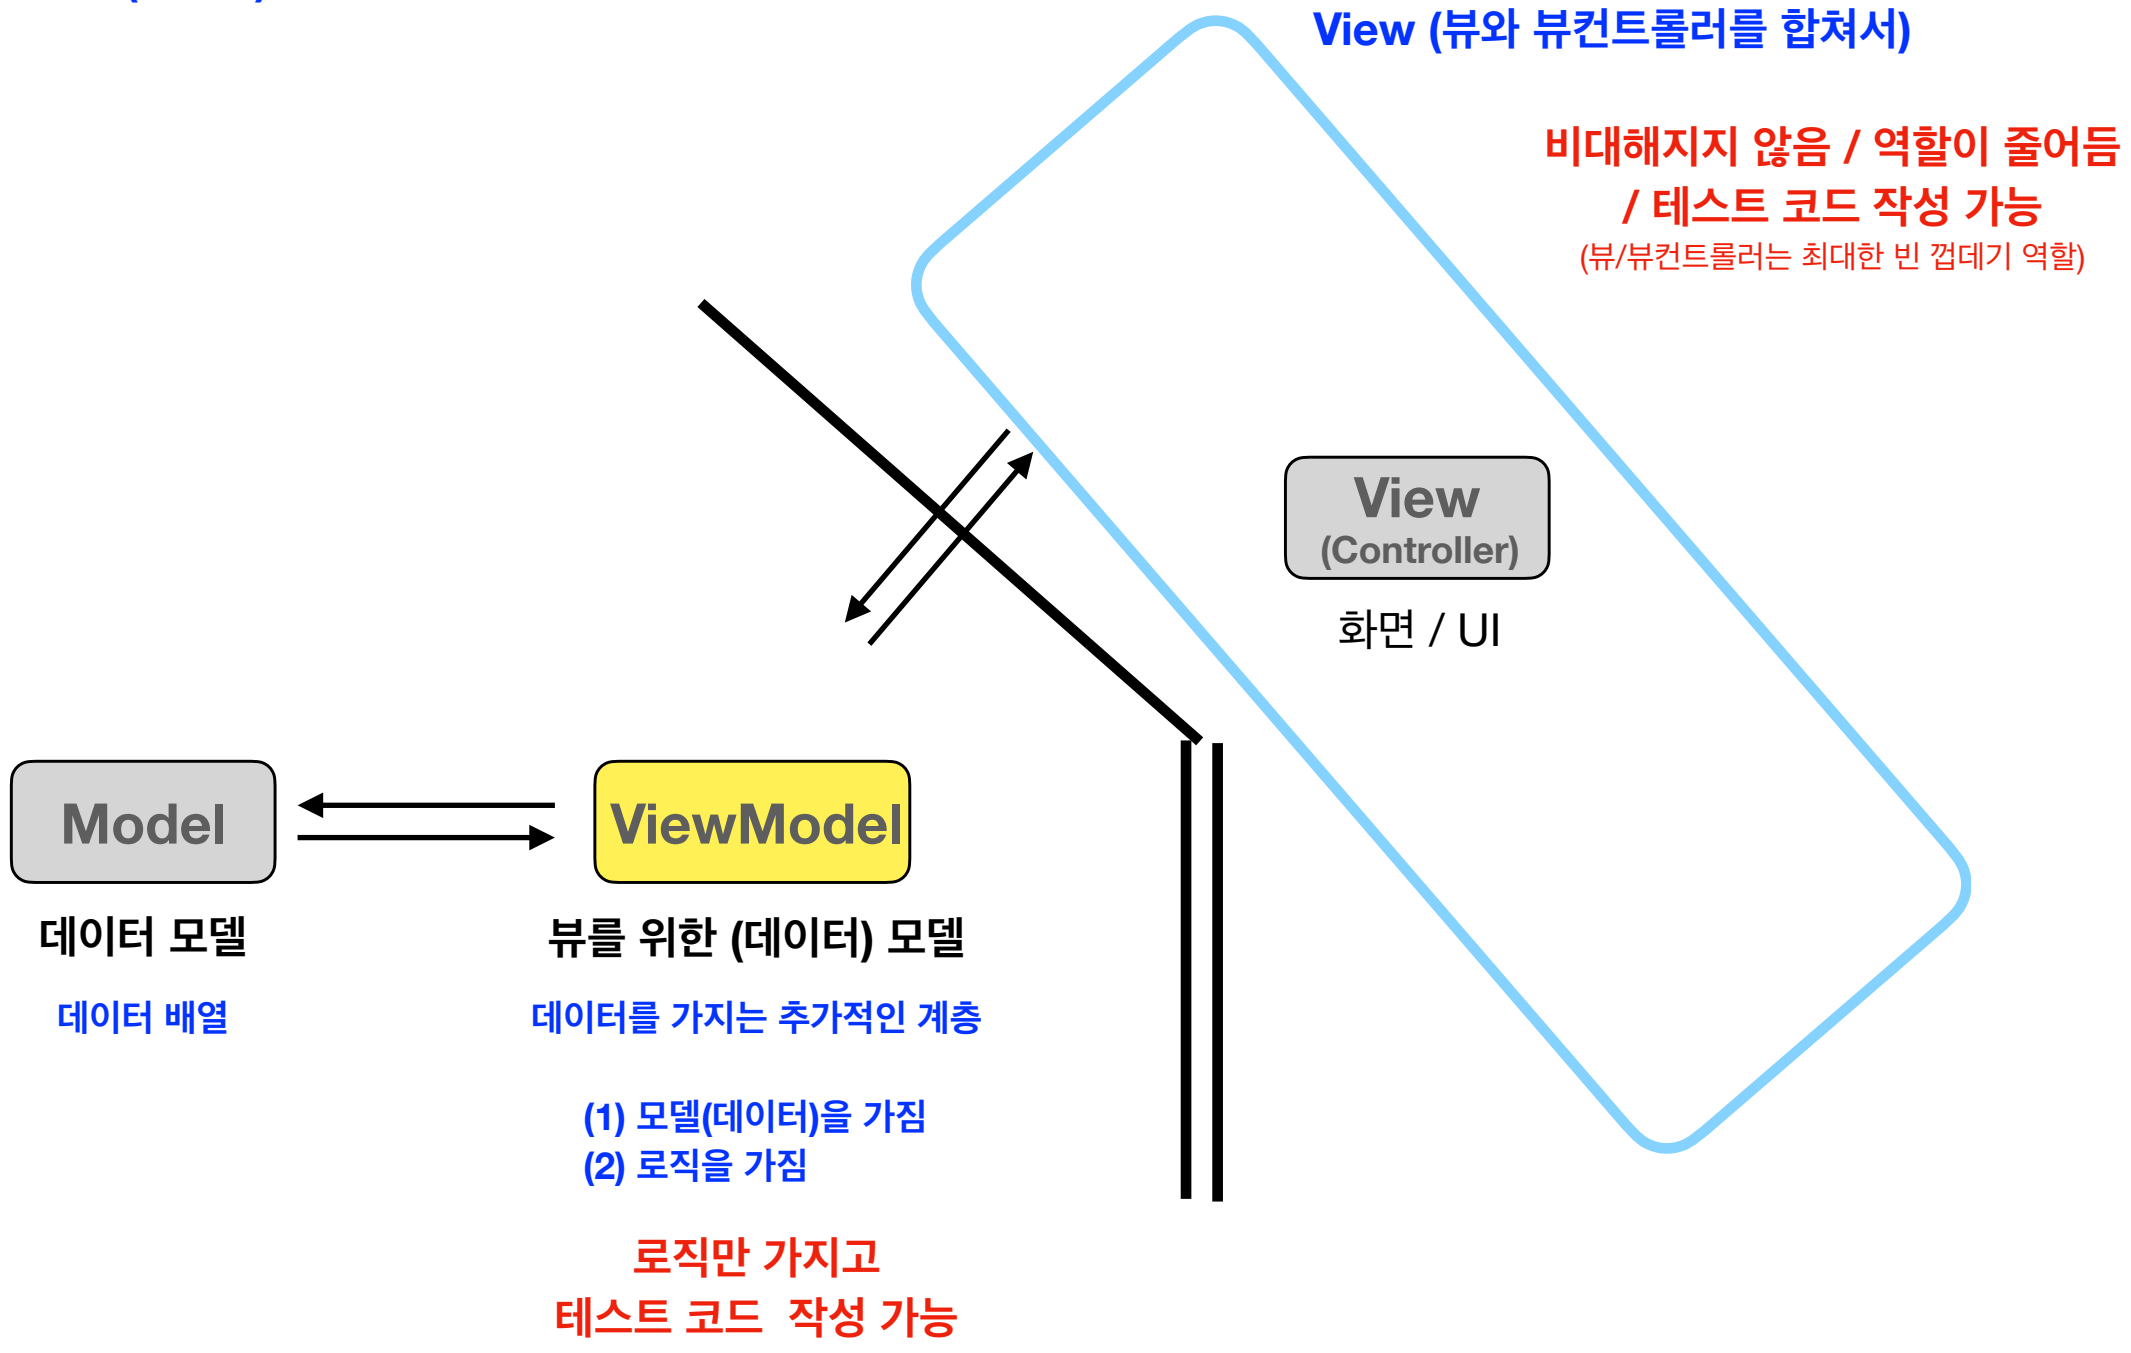 View (뷰와 뷰컨트롤러를 합쳐서)
비대해지지 않음 / 역할이 줄어듬
/ 테스트 코드 작성 가능
(뷰/뷰컨트롤러는 최대한 빈 껍데기 역할)
View
(Controller)
화면 / UI
Model
ViewModel
데이터 모델
뷰를 위한 (데이터) 모델
데이터 배열
데이터를 가지는 추가적인 계층
(1) 모델(데이터)을 가짐
(2) 로직을 가짐
로직만 가지고
테스트 코드 작성 가능